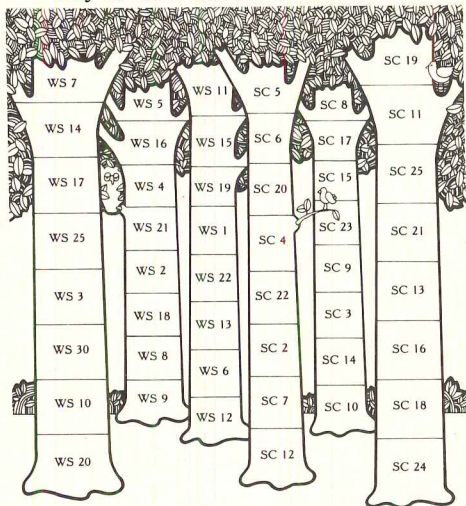 WS 7
WS 14
WS 17
WS 25
WS 3
WS 30
WS 10
WS 20
WS 5
WS 16
WS 4
WS 21
WS 2
WS 18
WS 8
WS 9
WS 11
WS 15
WS 19
WS 1
WS 22
WS 13
WS 6
WS 12
SC 5
SC 6
SC 20
SC 4
SC 22
SC 2
SC 7
SC 12
SC 8
SC 17
SC 15
SC 23
SC 9
SC 3
SC 14
SC 10
SC 19
SC 11
SC 25
SC 21
SC 13
SC 16
SC 18
SC 24